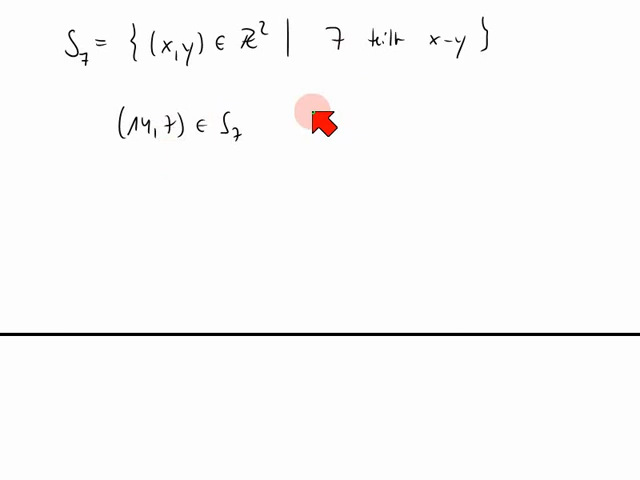 S₇ = { (x,y) ∈ ℤ² | 7 teilt x-y }
(14,7) ∈ S₇